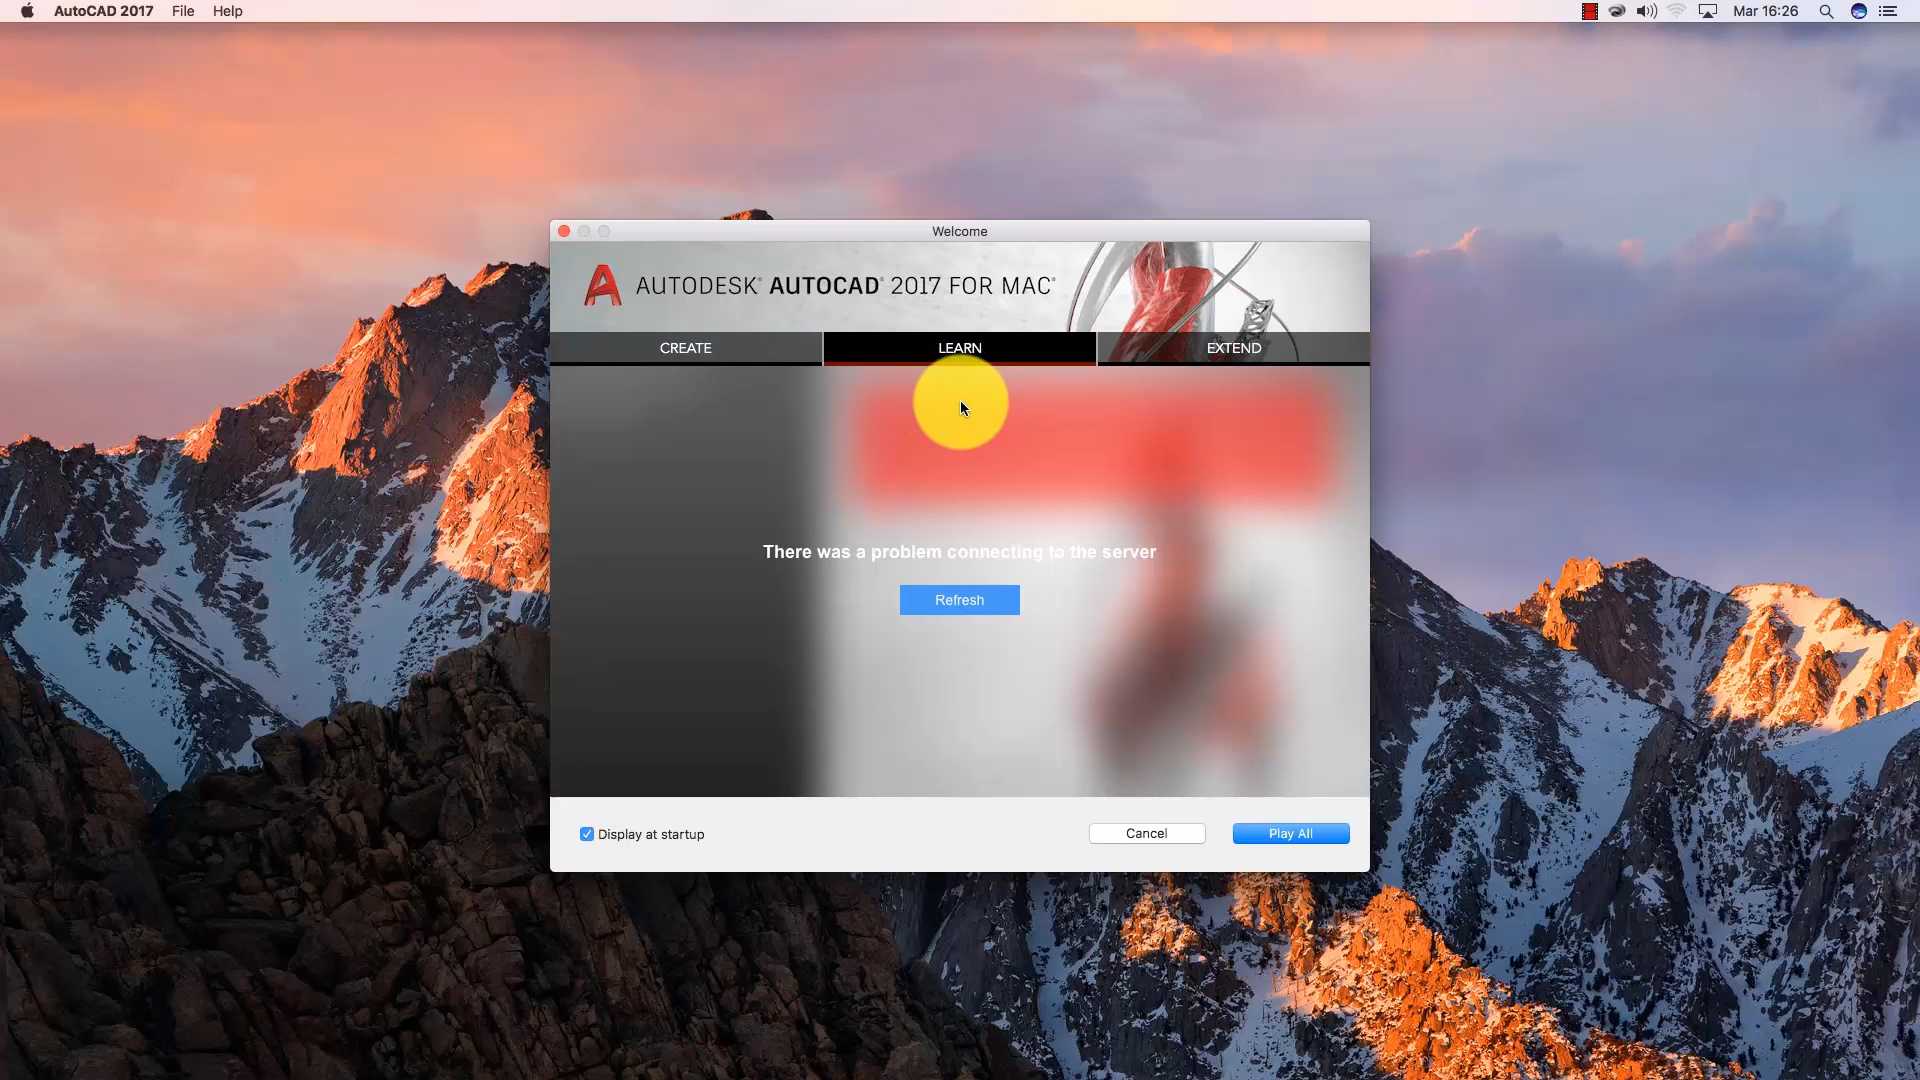 AutoCAD 2017 File Help Mar 16:26
Welcome
AUTODESK® AUTOCAD® 2017 FOR MAC®
CREATE LEARN EXTEND
There was a problem connecting to the server
Refresh
Display at startup Cancel Play All